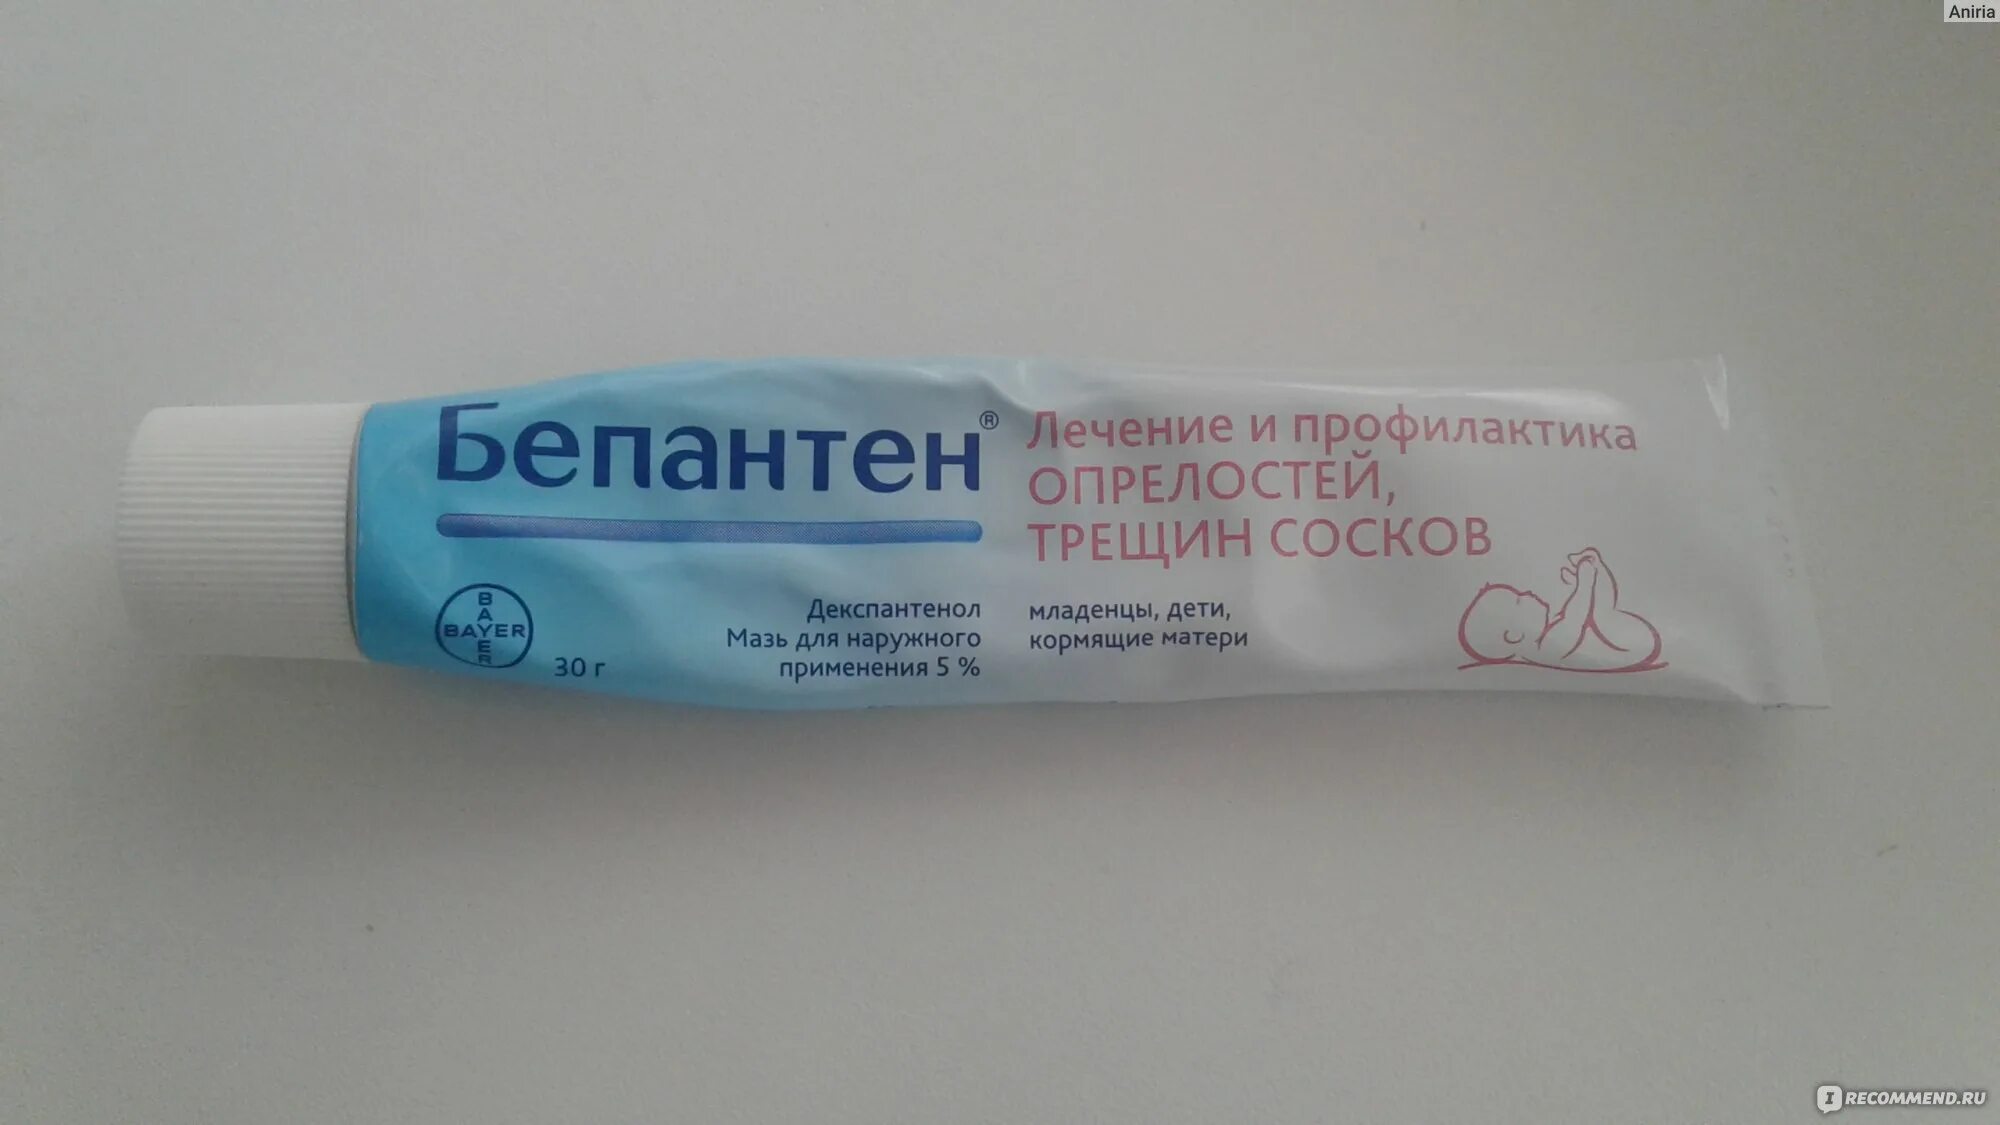 Aniria
Бепантен®
Лечение и профилактика
ОПРЕЛОСТЕЙ,
ТРЕЩИН СОСКОВ
BAYER
BAYER
30 г
Декспантенол
Мазь для наружного
применения 5 %
младенцы, дети,
кормящие матери
I RECOMMEND.RU